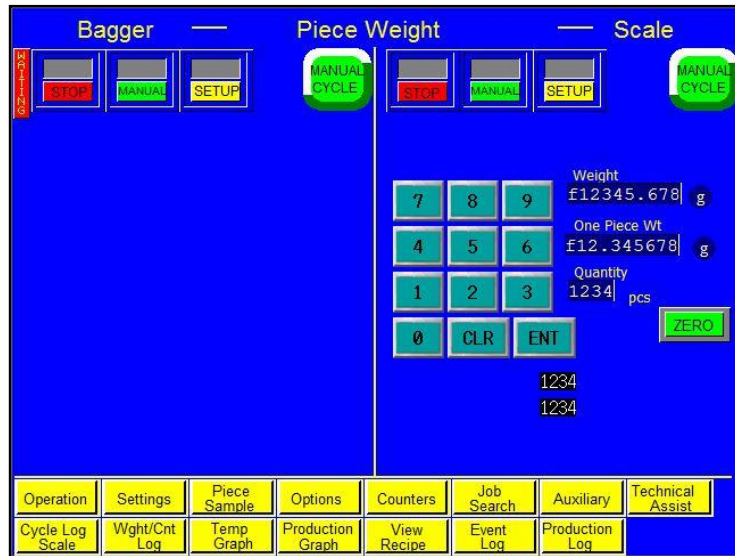 Bagger — Piece Weight — Scale
WAITING
STOP MANUAL SETUP MANUAL CYCLE
STOP MANUAL SETUP MANUAL CYCLE
Weight
7 8 9 f12345.678 g
One Piece Wt
4 5 6 f12.345678 g
Quantity
1 2 3 1234 pcs
ZERO
0 CLR ENT
1234
1234
Operation Settings Piece Sample Options Counters Job Search Auxiliary Technical Assist
Cycle Log Scale Wght/Cnt Log Temp Graph Production Graph View Recipe Event Log Production Log